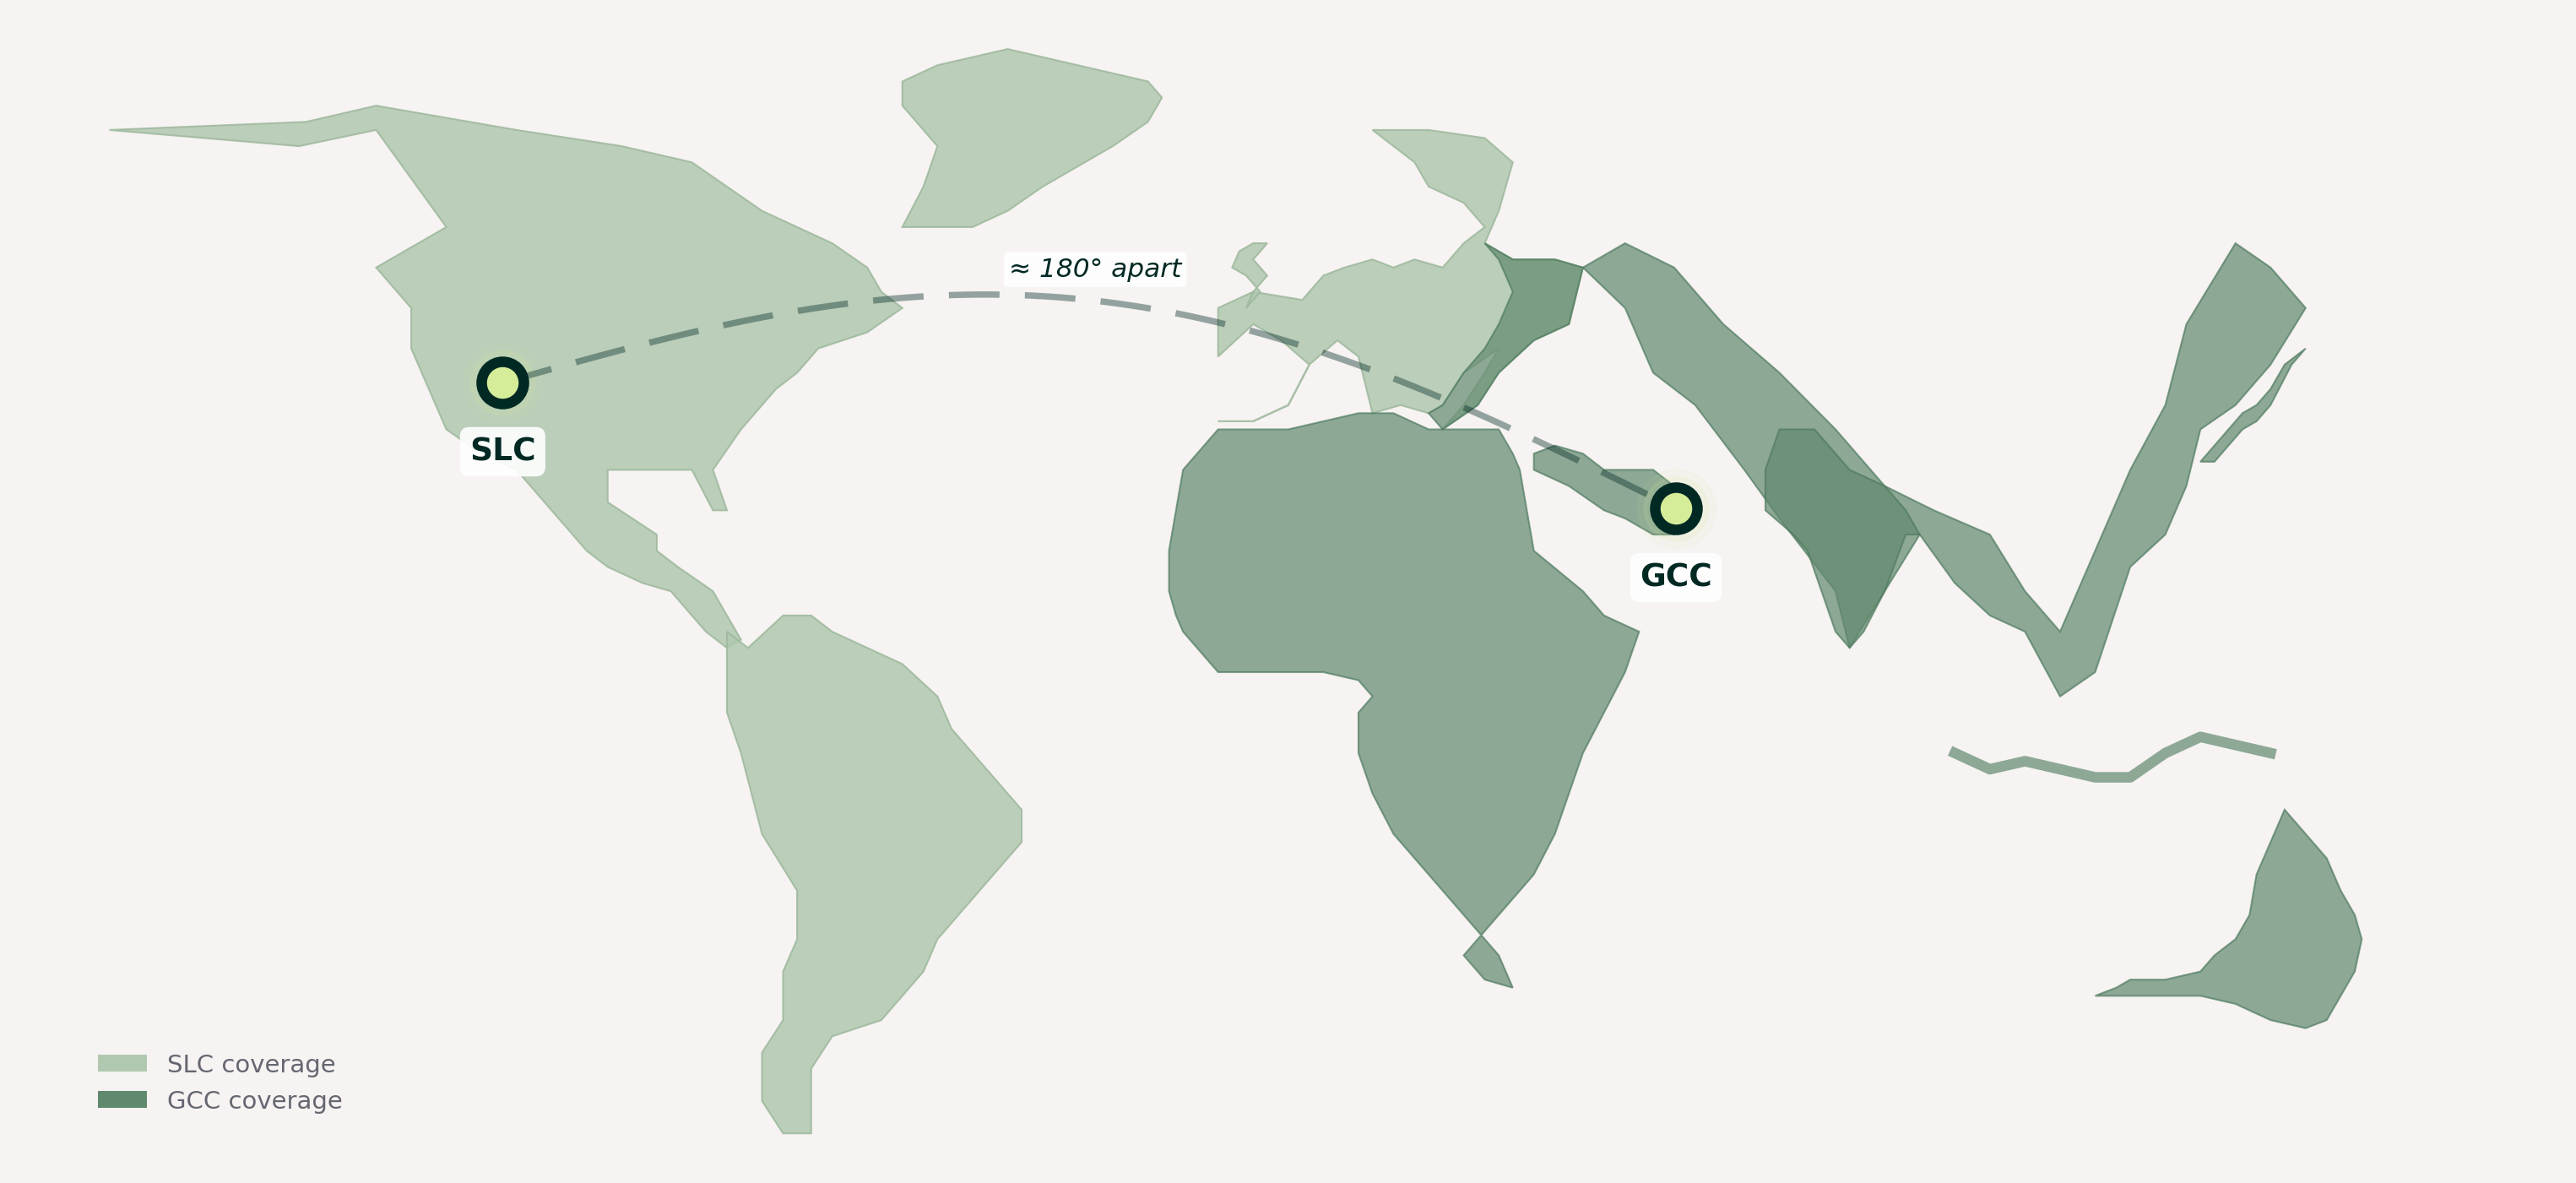 ≈ 180° apart
SLC
GCC
SLC coverage
GCC coverage